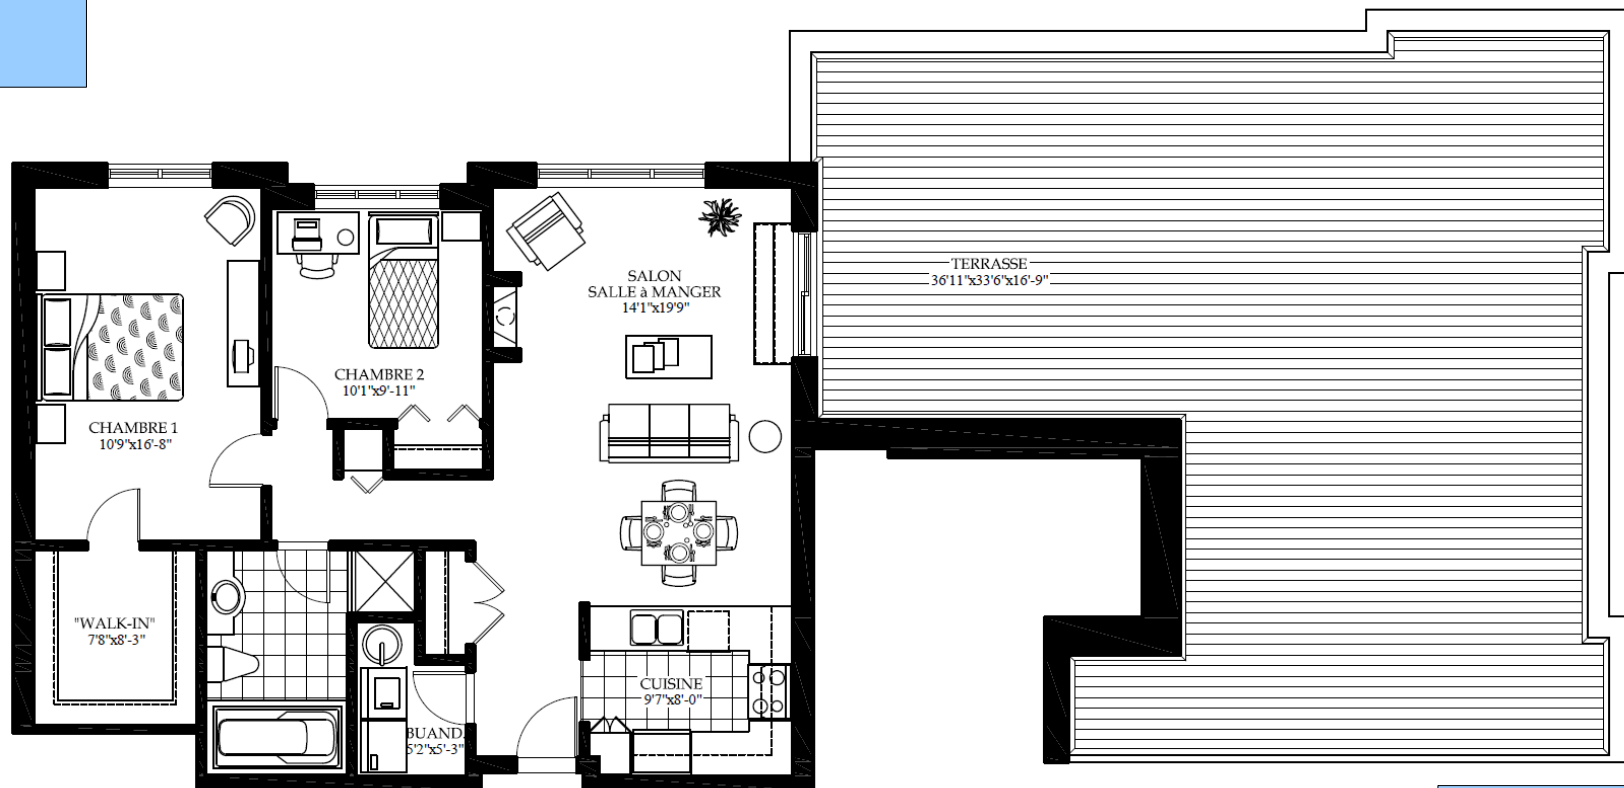 TERRASSE
36'11"x33'6"x16'-9"
SALON
SALLE à MANGER
14'1"x19'9"
CHAMBRE 2
10'1"x9'-11"
CHAMBRE 1
10'9"x16'-8"
"WALK-IN"
7'8"x8'-3"
CUISINE
9'7"x8'-0"
BUAND.
5'2"x5'-3"